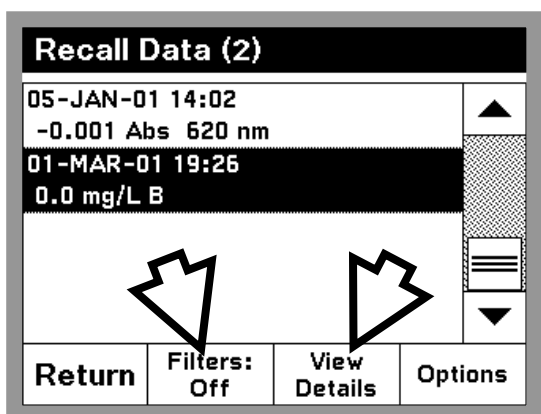 Recall Data (2)
05-JAN-01 14:02
-0.001 Abs 620 nm
01-MAR-01 19:26
0.0 mg/L B
Return
Filters:
Off
View
Details
Options